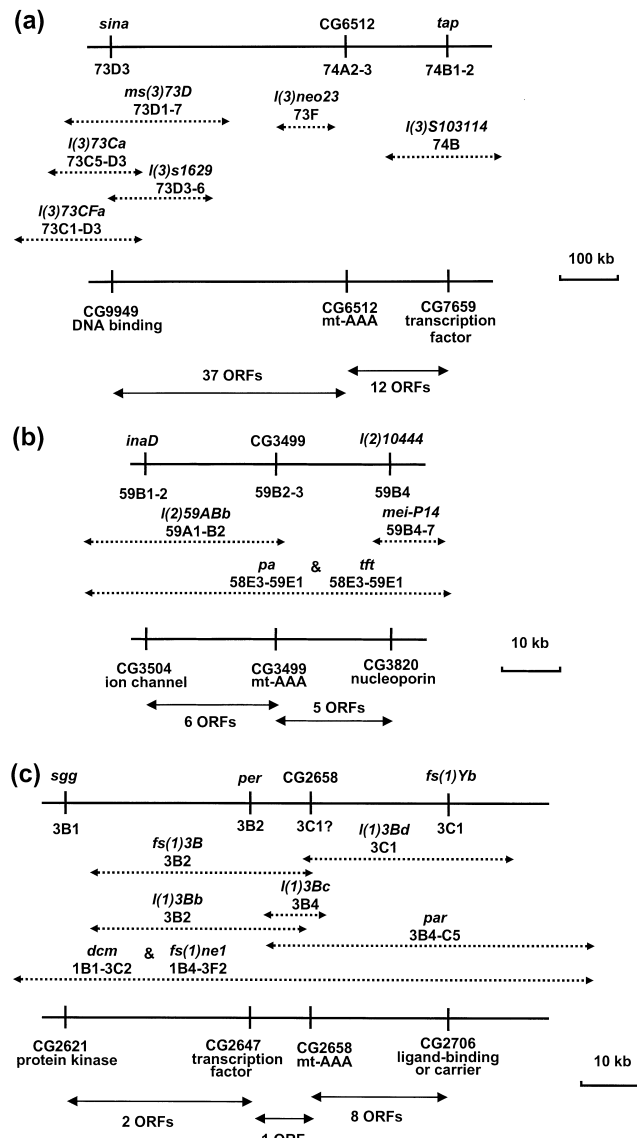 (a)
sina CG6512 tap
73D3 74A2-3 74B1-2
ms(3)73D
73D1-7
l(3)neo23
73F
l(3)S103114
74B
l(3)73Ca
73C5-D3
l(3)s1629
73D3-6
l(3)73CFa
73C1-D3
100 kb
CG9949
DNA binding
CG6512
mt-AAA
CG7659
transcription
factor
37 ORFs
12 ORFs
(b)
inaD CG3499 l(2)10444
59B1-2 59B2-3 59B4
l(2)59ABb
59A1-B2
mei-P14
59B4-7
pa & tft
58E3-59E1 58E3-59E1
10 kb
CG3504
ion channel
CG3499
mt-AAA
CG3820
nucleoporin
6 ORFs
5 ORFs
(c)
sgg per CG2658 fs(1)Yb
3B1 3B2 3C1? 3C1
fs(1)3B
3B2
l(1)3Bd
3C1
l(1)3Bb
3B2
l(1)3Bc
3B4
par
3B4-C5
dcm & fs(1)ne1
1B1-3C2 1B4-3F2
CG2621
protein kinase
CG2647
transcription
factor
CG2658
mt-AAA
CG2706
ligand-binding
or carrier
10 kb
2 ORFs
8 ORFs
1 ORF